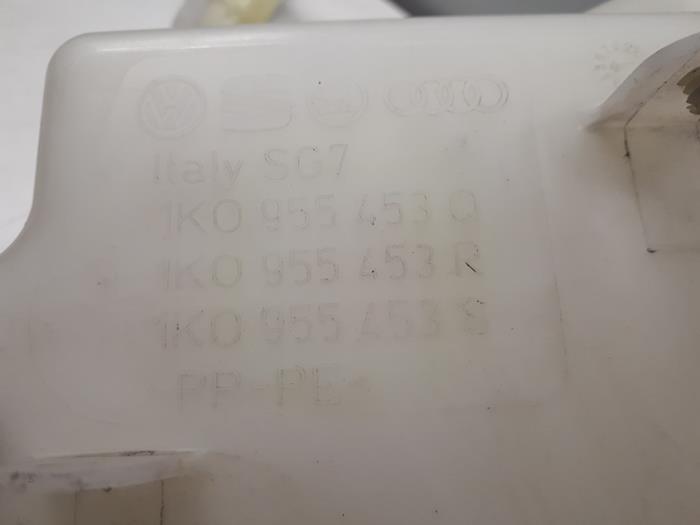 Italy SG7
1K0 955 453 Q
1K0 955 453 R
1K0 955 453 S
PP-PE